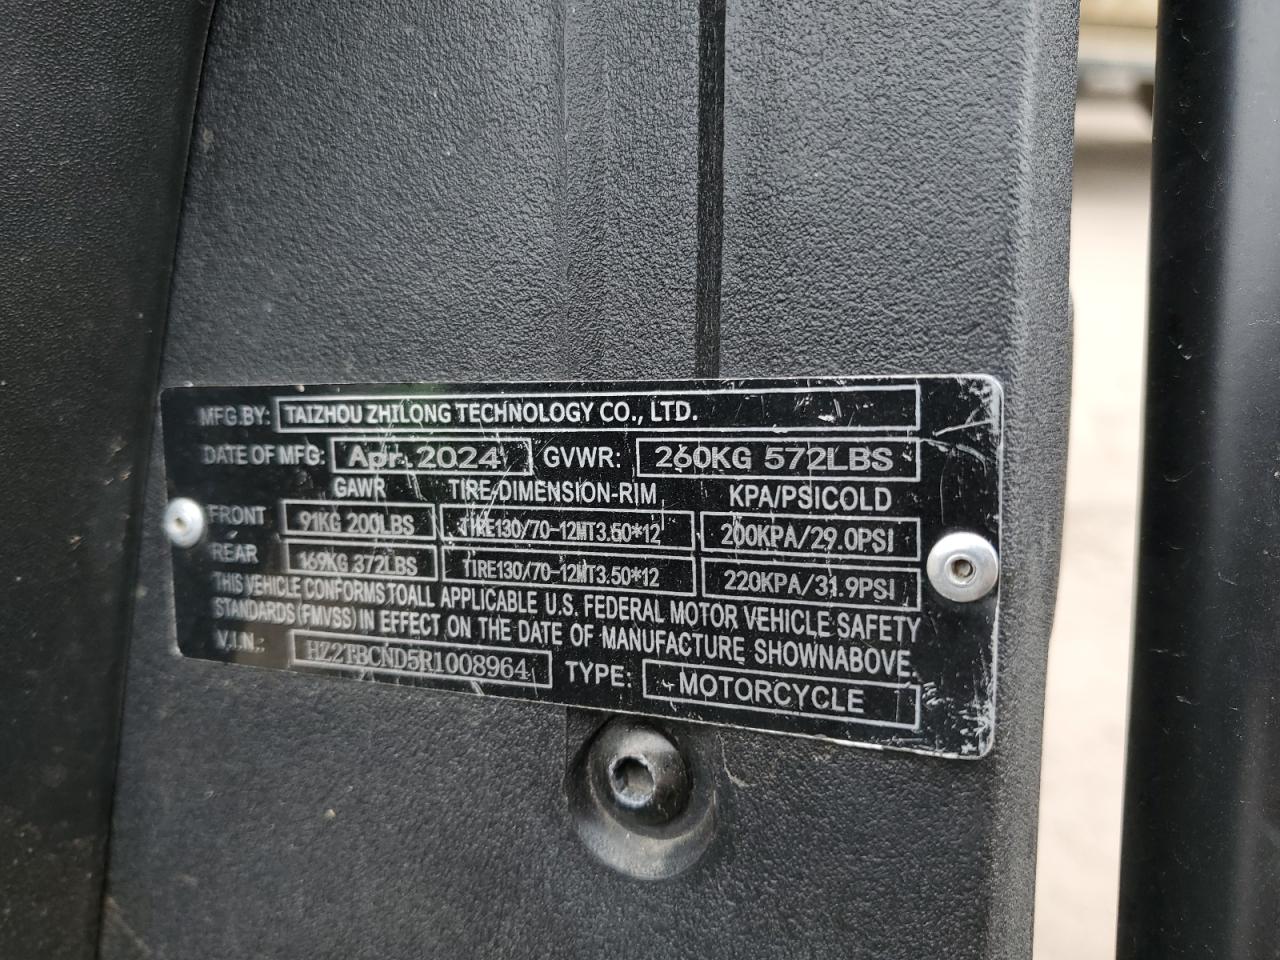 MFG.BY: TAIZHOU ZHILONG TECHNOLOGY CO., LTD.
DATE OF MFG: Apr. 2024 GVWR: 260KG 572LBS
GAWR TIRE-DIMENSION-RIM KPA/PSICOLD
FRONT 91KG 200LBS TIRE130/70-12MT3.50*12 200KPA/29.0PSI
REAR 169KG 372LBS TIRE130/70-12MT3.50*12 220KPA/31.9PSI
THIS VEHICLE CONFORMSTOALL APPLICABLE U.S. FEDERAL MOTOR VEHICLE SAFETY
STANDARDS (FMVSS) IN EFFECT ON THE DATE OF MANUFACTURE SHOWNABOVE.
V.I.N.: HZ2TBCND5R1008964 TYPE: MOTORCYCLE